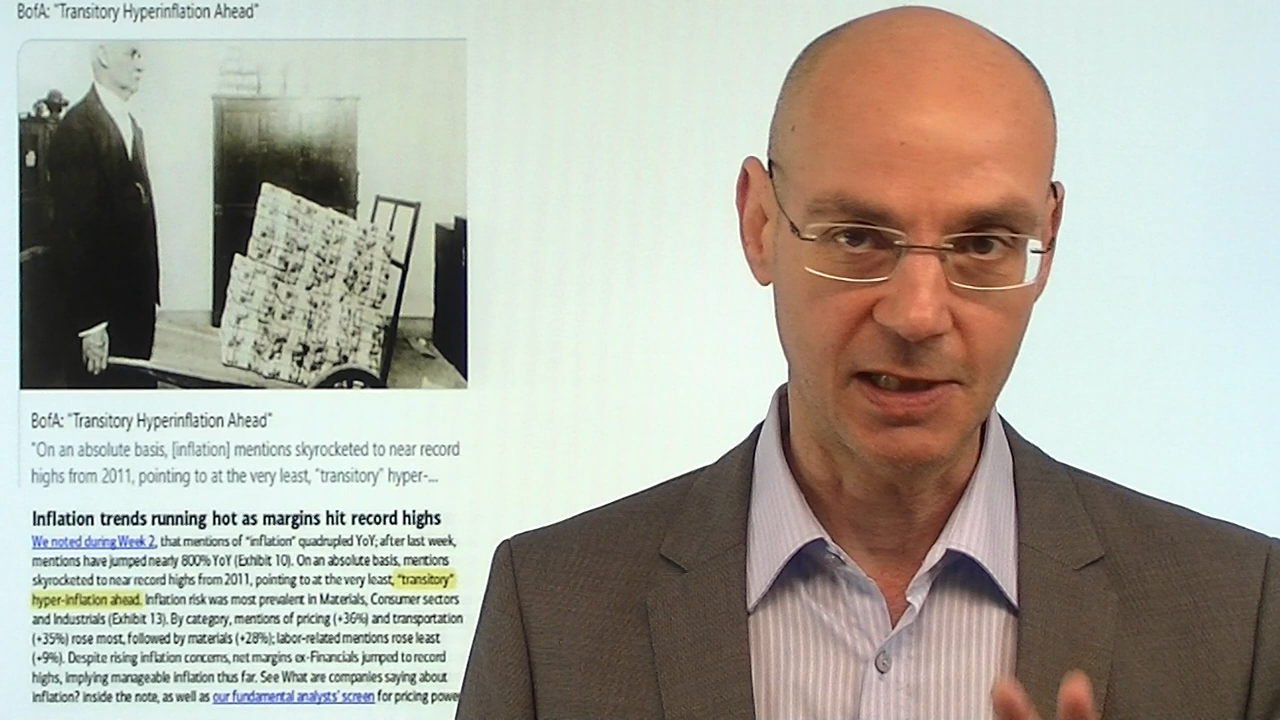 BofA: "Transitory Hyperinflation Ahead"
BofA: "Transitory Hyperinflation Ahead"
"On an absolute basis, [inflation] mentions skyrocketed to near record
highs from 2011, pointing to at the very least, "transitory" hyper-...
Inflation trends running hot as margins hit record highs
We noted during Week 2, that mentions of "inflation" quadrupled YoY; after last week,
mentions have jumped nearly 800% YoY (Exhibit 10). On an absolute basis, mentions
skyrocketed to near record highs from 2011, pointing to at the very least, "transitory"
hyper-inflation ahead. Inflation risk was most prevalent in Materials, Consumer sectors
and Industrials (Exhibit 13). By category, mentions of pricing (+36%) and transportation
(+35%) rose most, followed by materials (+28%); labor-related mentions rose least
(+9%). Despite rising inflation concerns, net margins ex-Financials jumped to record
highs, implying manageable inflation thus far. See What are companies saying about
inflation? inside the note, as well as our fundamental analysts' screen for pricing powe